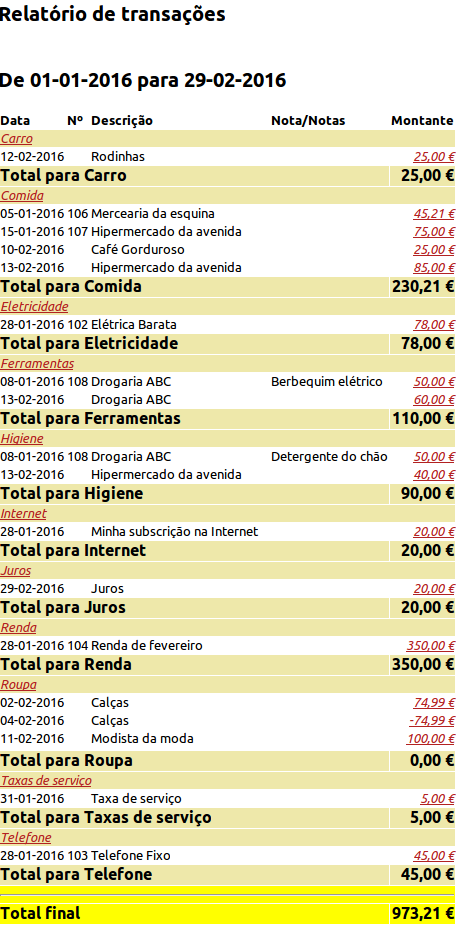 Relatório de transações
De 01-01-2016 para 29-02-2016
Data Nº Descrição Nota/Notas Montante
Carro
12-02-2016 Rodinhas 25,00 €
Total para Carro 25,00 €
Comida
05-01-2016 106 Mercearia da esquina 45,21 €
15-01-2016 107 Hipermercado da avenida 75,00 €
10-02-2016 Café Gorduroso 25,00 €
13-02-2016 Hipermercado da avenida 85,00 €
Total para Comida 230,21 €
Eletricidade
28-01-2016 102 Elétrica Barata 78,00 €
Total para Eletricidade 78,00 €
Ferramentas
08-01-2016 108 Drogaria ABC Berbequim elétrico 50,00 €
13-02-2016 Drogaria ABC 60,00 €
Total para Ferramentas 110,00 €
Higiene
08-01-2016 108 Drogaria ABC Detergente do chão 50,00 €
13-02-2016 Hipermercado da avenida 40,00 €
Total para Higiene 90,00 €
Internet
28-01-2016 Minha subscrição na Internet 20,00 €
Total para Internet 20,00 €
Juros
29-02-2016 Juros 20,00 €
Total para Juros 20,00 €
Renda
28-01-2016 104 Renda de fevereiro 350,00 €
Total para Renda 350,00 €
Roupa
02-02-2016 Calças 74,99 €
04-02-2016 Calças -74,99 €
11-02-2016 Modista da moda 100,00 €
Total para Roupa 0,00 €
Taxas de serviço
31-01-2016 Taxa de serviço 5,00 €
Total para Taxas de serviço 5,00 €
Telefone
28-01-2016 103 Telefone Fixo 45,00 €
Total para Telefone 45,00 €
Total final 973,21 €